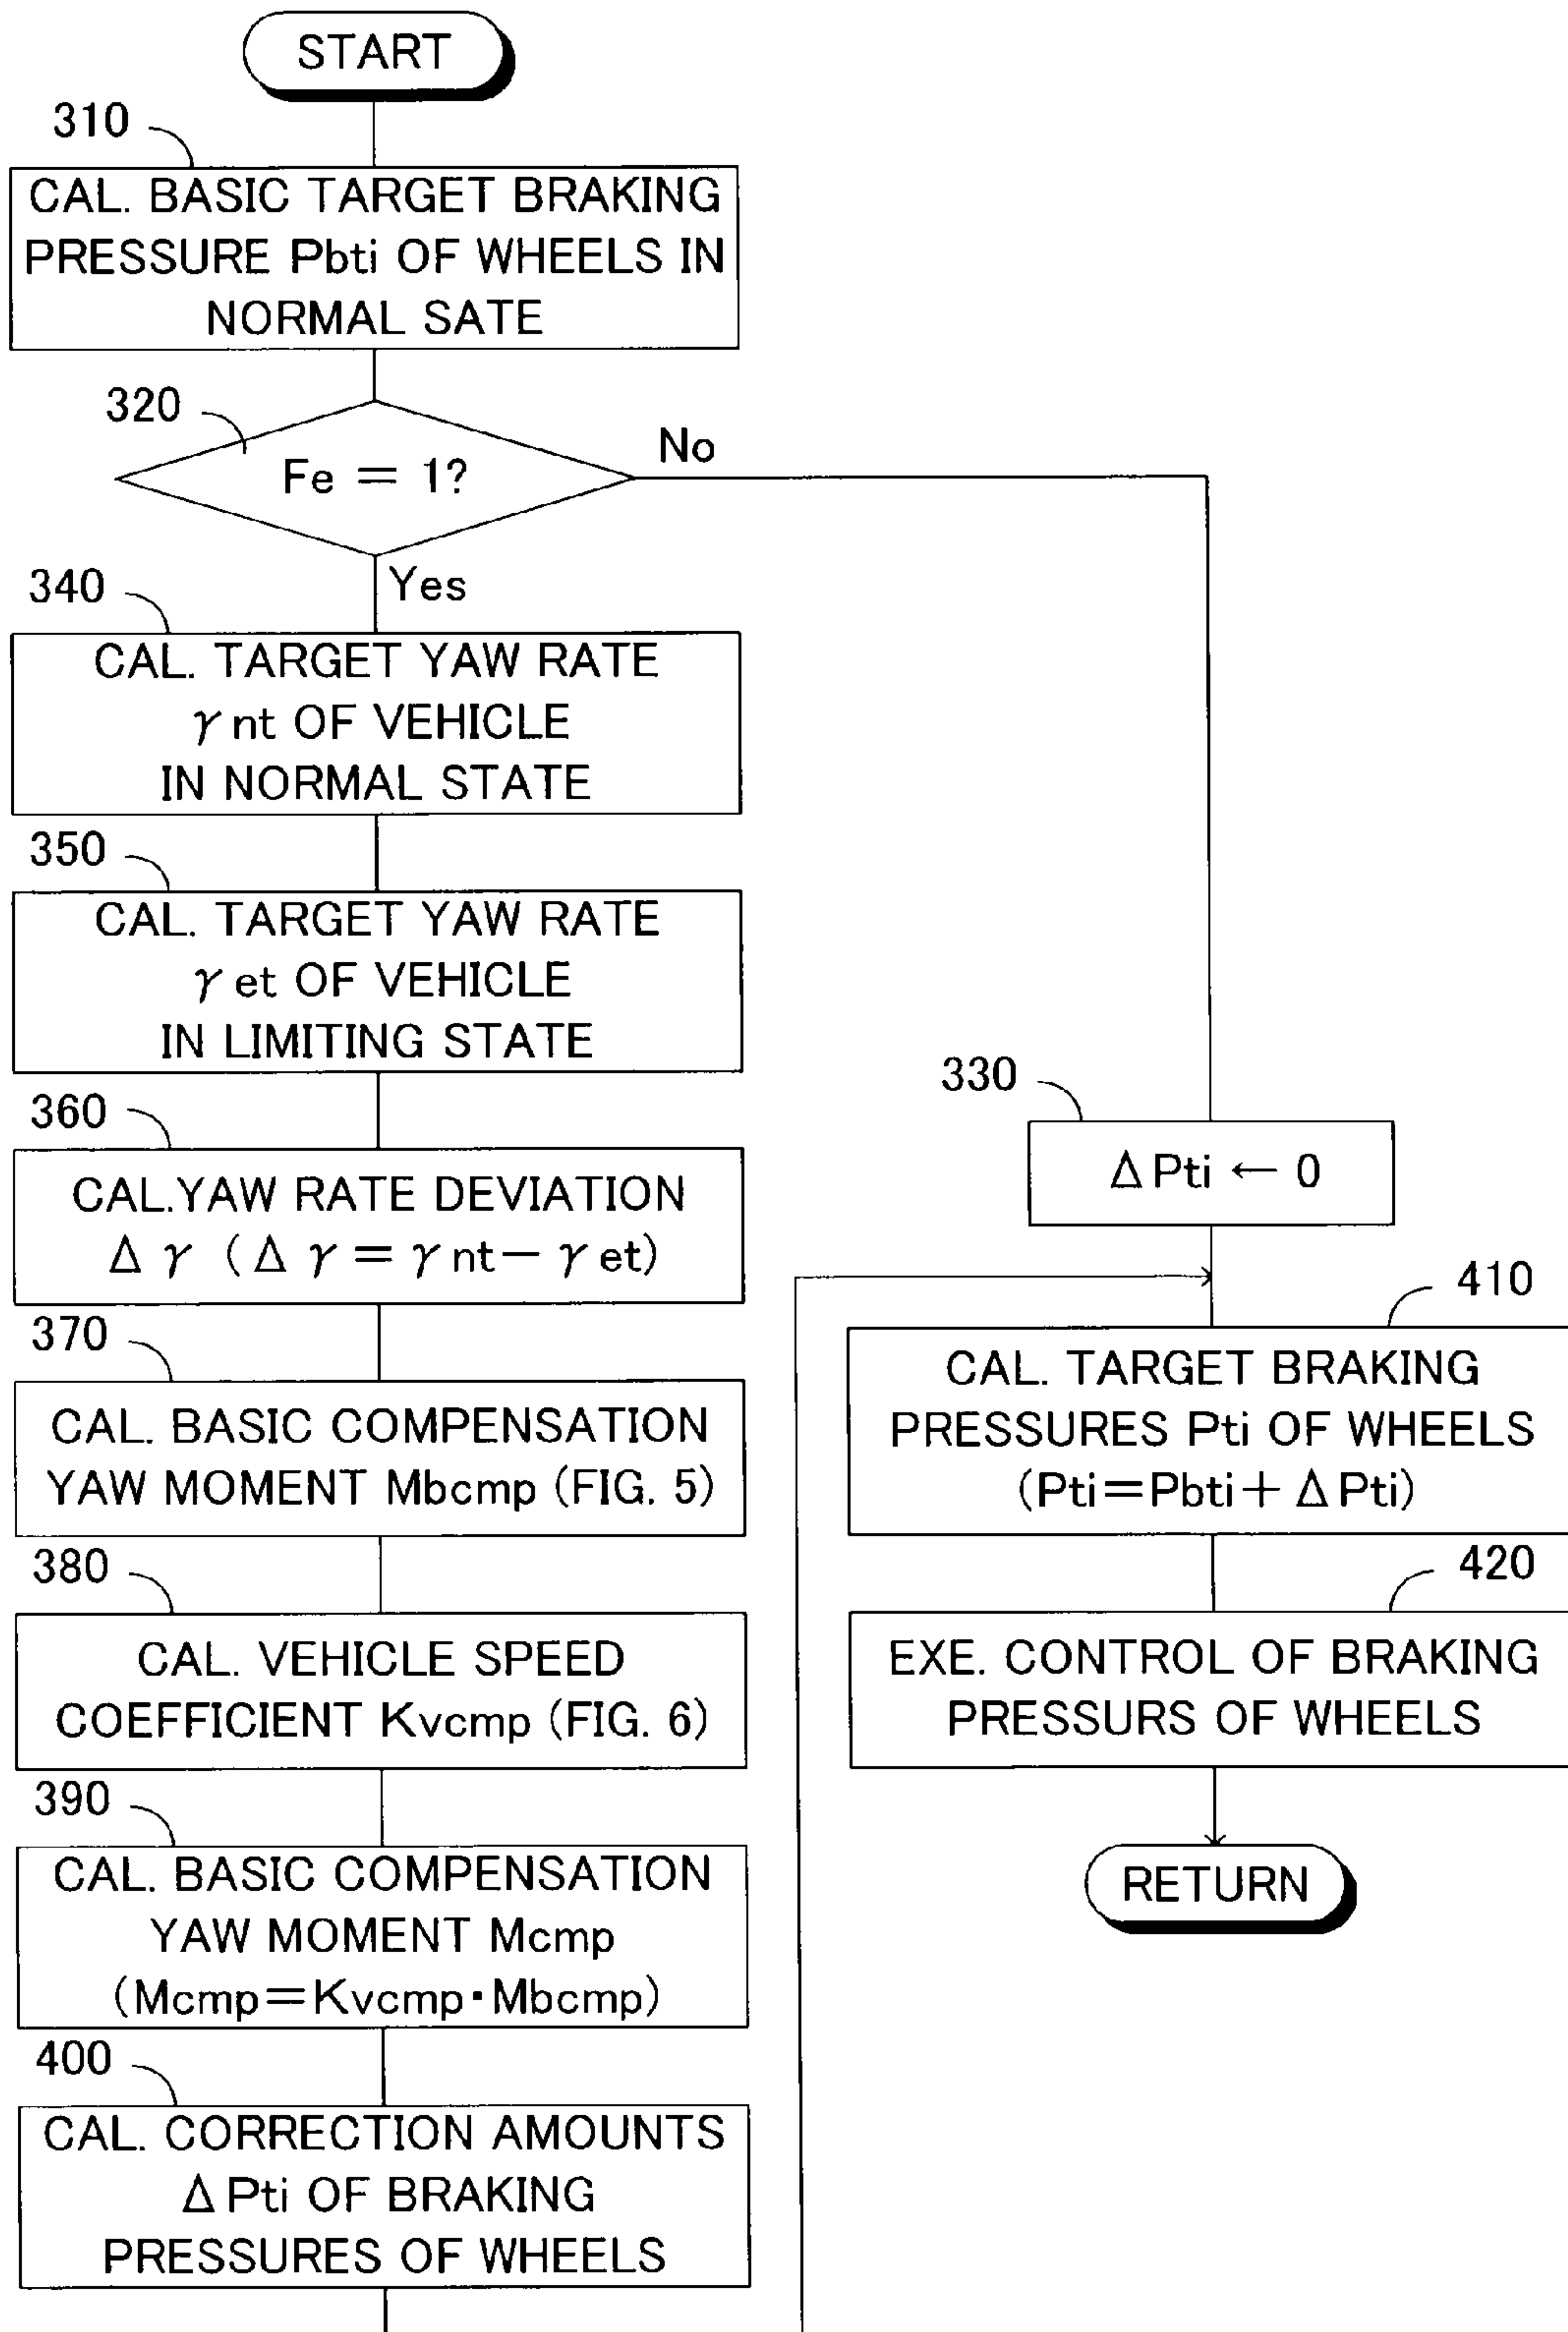 START
310
CAL. BASIC TARGET BRAKING
PRESSURE Pbti OF WHEELS IN
NORMAL SATE
320
Fe = 1?
No
Yes
340
CAL. TARGET YAW RATE
γnt OF VEHICLE
IN NORMAL STATE
350
CAL. TARGET YAW RATE
γet OF VEHICLE
IN LIMITING STATE
360
CAL.YAW RATE DEVIATION
Δγ (Δγ=γnt−γet)
370
CAL. BASIC COMPENSATION
YAW MOMENT Mbcmp (FIG. 5)
380
CAL. VEHICLE SPEED
COEFFICIENT Kvcmp (FIG. 6)
390
CAL. BASIC COMPENSATION
YAW MOMENT Mcmp
(Mcmp=Kvcmp·Mbcmp)
400
CAL. CORRECTION AMOUNTS
ΔPti OF BRAKING
PRESSURES OF WHEELS
330
ΔPti ← 0
410
CAL. TARGET BRAKING
PRESSURES Pti OF WHEELS
(Pti=Pbti+ΔPti)
420
EXE. CONTROL OF BRAKING
PRESSURS OF WHEELS
RETURN